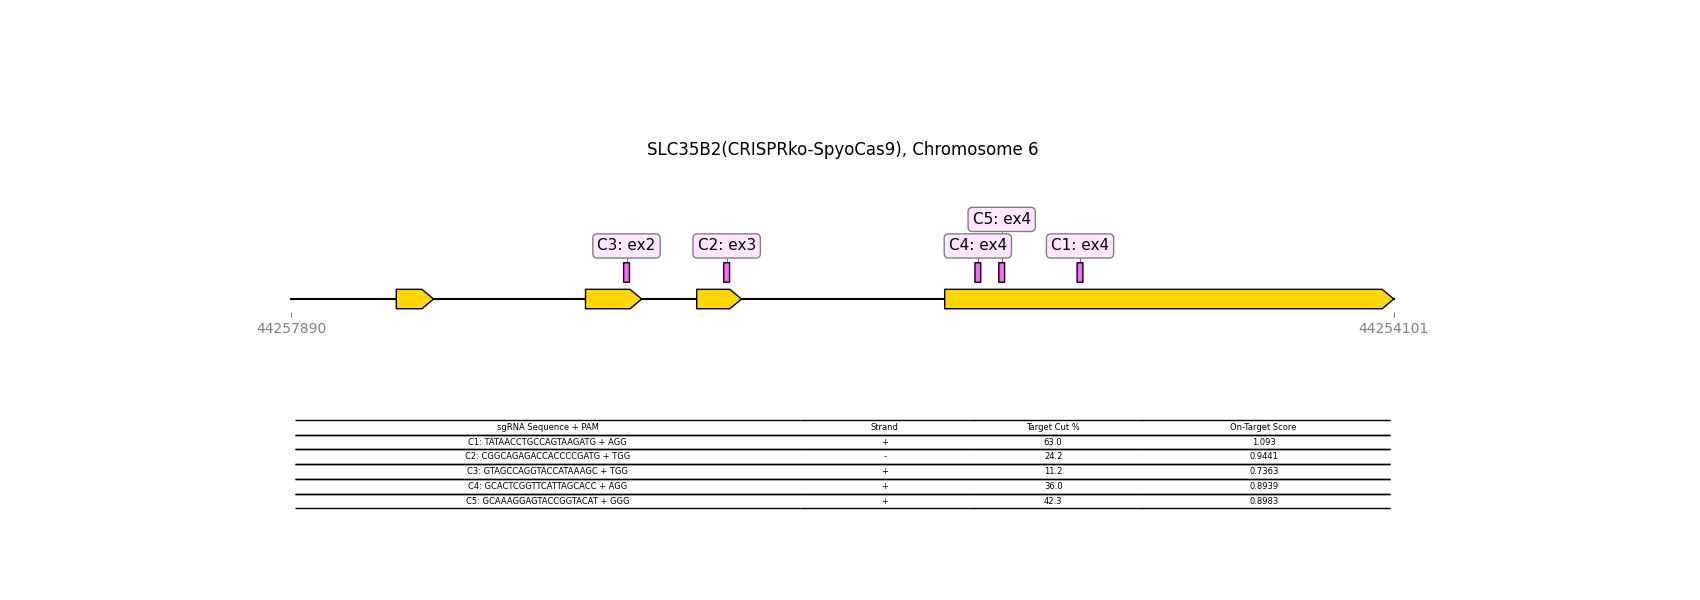 SLC35B2(CRISPRko-SpyoCas9), Chromosome 6
C5: ex4
C3: ex2 C2: ex3 C4: ex4 C1: ex4
44257890 44254101
sgRNA Sequence + PAM Strand Target Cut % On-Target Score
C1: TATAACCTGCCAGTAAGATG + AGG + 63.0 1.093
C2: CGGCAGAGACCACCCCGATG + TGG - 24.2 0.9441
C3: GTAGCCAGGTACCATAAAGC + TGG + 11.2 0.7363
C4: GCACTCGGTTCATTAGCACC + AGG + 36.0 0.8939
C5: GCAAAGGAGTACCGGTACAT + GGG + 42.3 0.8983